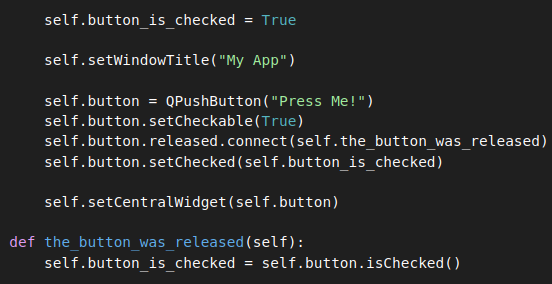 self.button_is_checked = True
self.setWindowTitle("My App")
self.button = QPushButton("Press Me!")
self.button.setCheckable(True)
self.button.released.connect(self.the_button_was_released)
self.button.setChecked(self.button_is_checked)
self.setCentralWidget(self.button)
def the_button_was_released(self):
self.button_is_checked = self.button.isChecked()